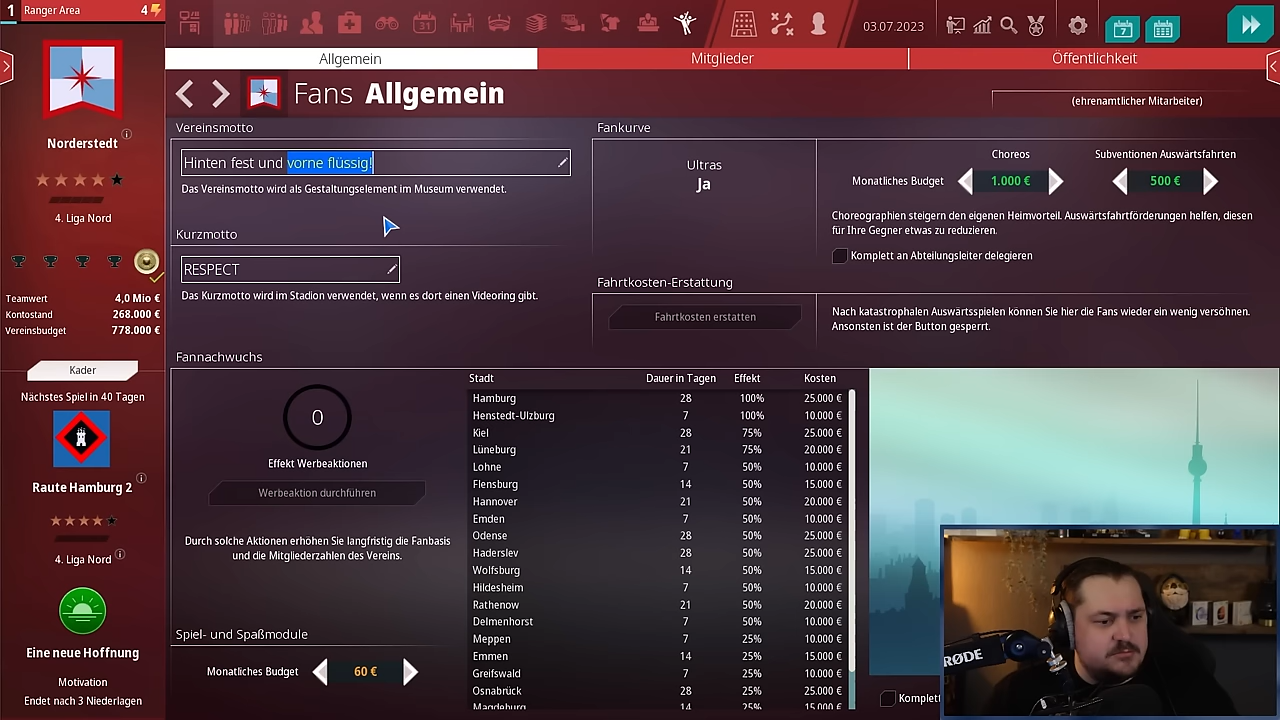 1
Ranger Area
4
31
03.07.2023
7
Allgemein
Mitglieder
Öffentlichkeit
Fans Allgemein
(ehrenamtlicher Mitarbeiter)
Norderstedt
4. Liga Nord
Teamwert 4,0 Mio €
Kontostand 268.000 €
Vereinsbudget 778.000 €
Kader
Nächstes Spiel in 40 Tagen
Raute Hamburg 2
4. Liga Nord
Eine neue Hoffnung
Motivation
Endet nach 3 Niederlagen
Vereinsmotto
Hinten fest und vorne flüssig!
Das Vereinsmotto wird als Gestaltungselement im Museum verwendet.
Kurzmotto
RESPECT
Das Kurzmotto wird im Stadion verwendet, wenn es dort einen Videoring gibt.
Fankurve
Ultras
Ja
Choreos
Subventionen Auswärtsfahrten
Monatliches Budget
1.000 €
500 €
Choreographien steigern den eigenen Heimvorteil. Auswärtsfahrtförderungen helfen, diesen
für Ihre Gegner etwas zu reduzieren.
Komplett an Abteilungsleiter delegieren
Fahrtkosten-Erstattung
Fahrtkosten erstatten
Nach katastrophalen Auswärtsspielen können Sie hier die Fans wieder ein wenig versöhnen.
Ansonsten ist der Button gesperrt.
Fannachwuchs
0
Effekt Werbeaktionen
Werbeaktion durchführen
Durch solche Aktionen erhöhen Sie langfristig die Fanbasis
und die Mitgliederzahlen des Vereins.
Spiel- und Spaßmodule
Monatliches Budget
60 €
Stadt Dauer in Tagen Effekt Kosten
Hamburg 28 100% 25.000 €
Henstedt-Ulzburg 7 100% 10.000 €
Kiel 28 75% 25.000 €
Lüneburg 21 75% 20.000 €
Lohne 7 50% 10.000 €
Flensburg 14 50% 15.000 €
Hannover 21 50% 20.000 €
Emden 7 50% 10.000 €
Odense 28 50% 25.000 €
Haderslev 28 50% 25.000 €
Wolfsburg 14 50% 15.000 €
Hildesheim 7 50% 10.000 €
Rathenow 21 50% 20.000 €
Delmenhorst 7 50% 10.000 €
Meppen 7 25% 10.000 €
Emmen 14 25% 15.000 €
Greifswald 7 25% 10.000 €
Osnabrück 28 25% 25.000 €
Magdeburg 14 25% 15.000 €
Komplett
RØDE